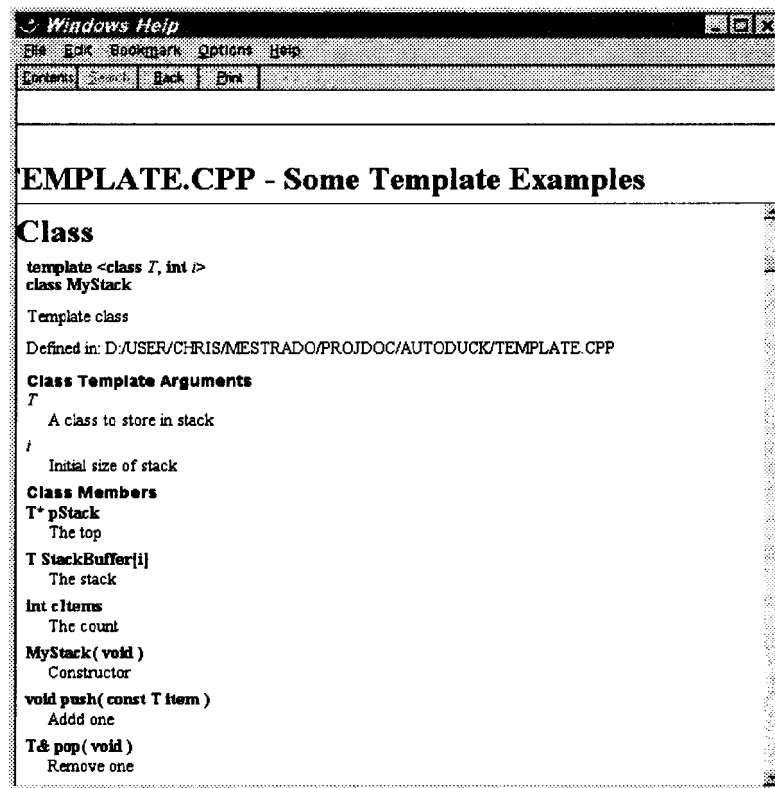 Windows Help
File Edit Bookmark Options Help
Contents Search Back Print
TEMPLATE.CPP - Some Template Examples
Class
template <class T, int i>
class MyStack
Template class
Defined in: D:/USER/CHRIS/MESTRADO/PROJDOC/AUTODUCK/TEMPLATE.CPP
Class Template Arguments
T
A class to store in stack
i
Initial size of stack
Class Members
T* pStack
The top
T StackBuffer[i]
The stack
int cItems
The count
MyStack( void )
Constructor
void push( const T item )
Addd one
T& pop( void )
Remove one